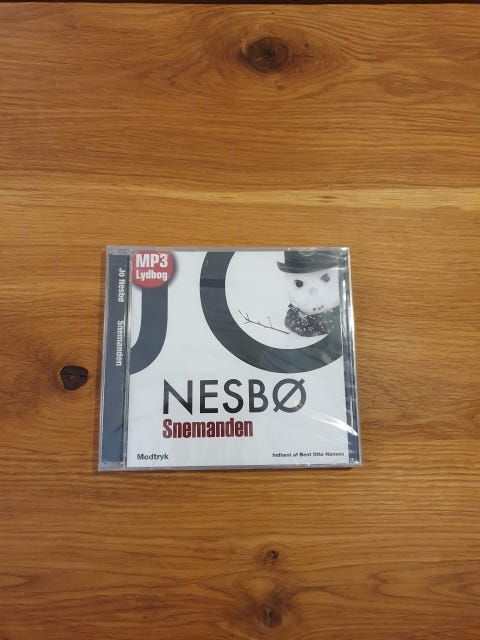 MP3
Lydbog
JO
NESBØ
Snemanden
Modtryk
Indlæst af Bent Otto Hansen
Jo Nesbø Snemanden